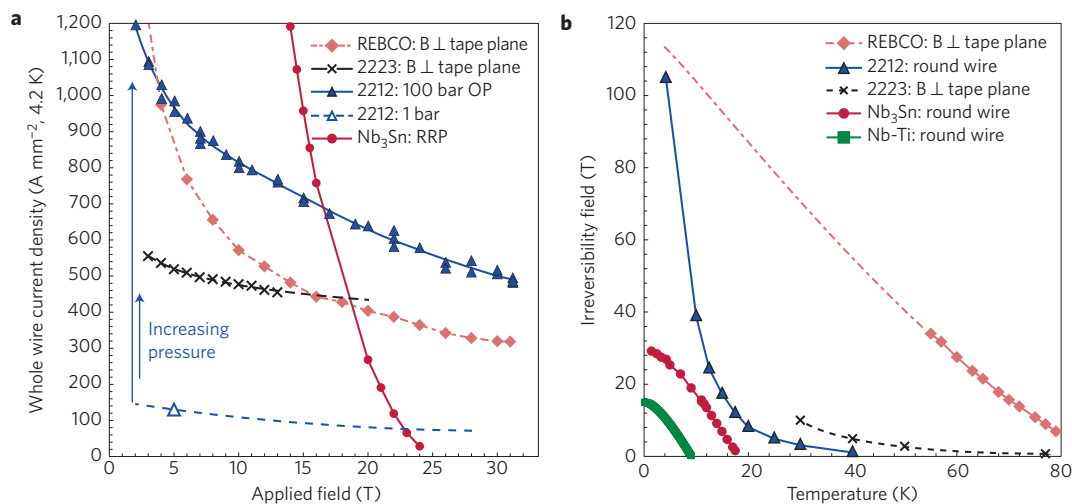 a
1,200
1,100
1,000
900
800
700
600
500
400
300
200
100
0
Whole wire current density (A mm⁻², 4.2 K)
REBCO: B ⊥ tape plane
2223: B ⊥ tape plane
2212: 100 bar OP
2212: 1 bar
Nb₃Sn: RRP
Increasing
pressure
0 5 10 15 20 25 30
Applied field (T)
b
120
100
80
60
40
20
0
Irreversibility field (T)
REBCO: B ⊥ tape plane
2212: round wire
2223: B ⊥ tape plane
Nb₃Sn: round wire
Nb-Ti: round wire
0 20 40 60 80
Temperature (K)